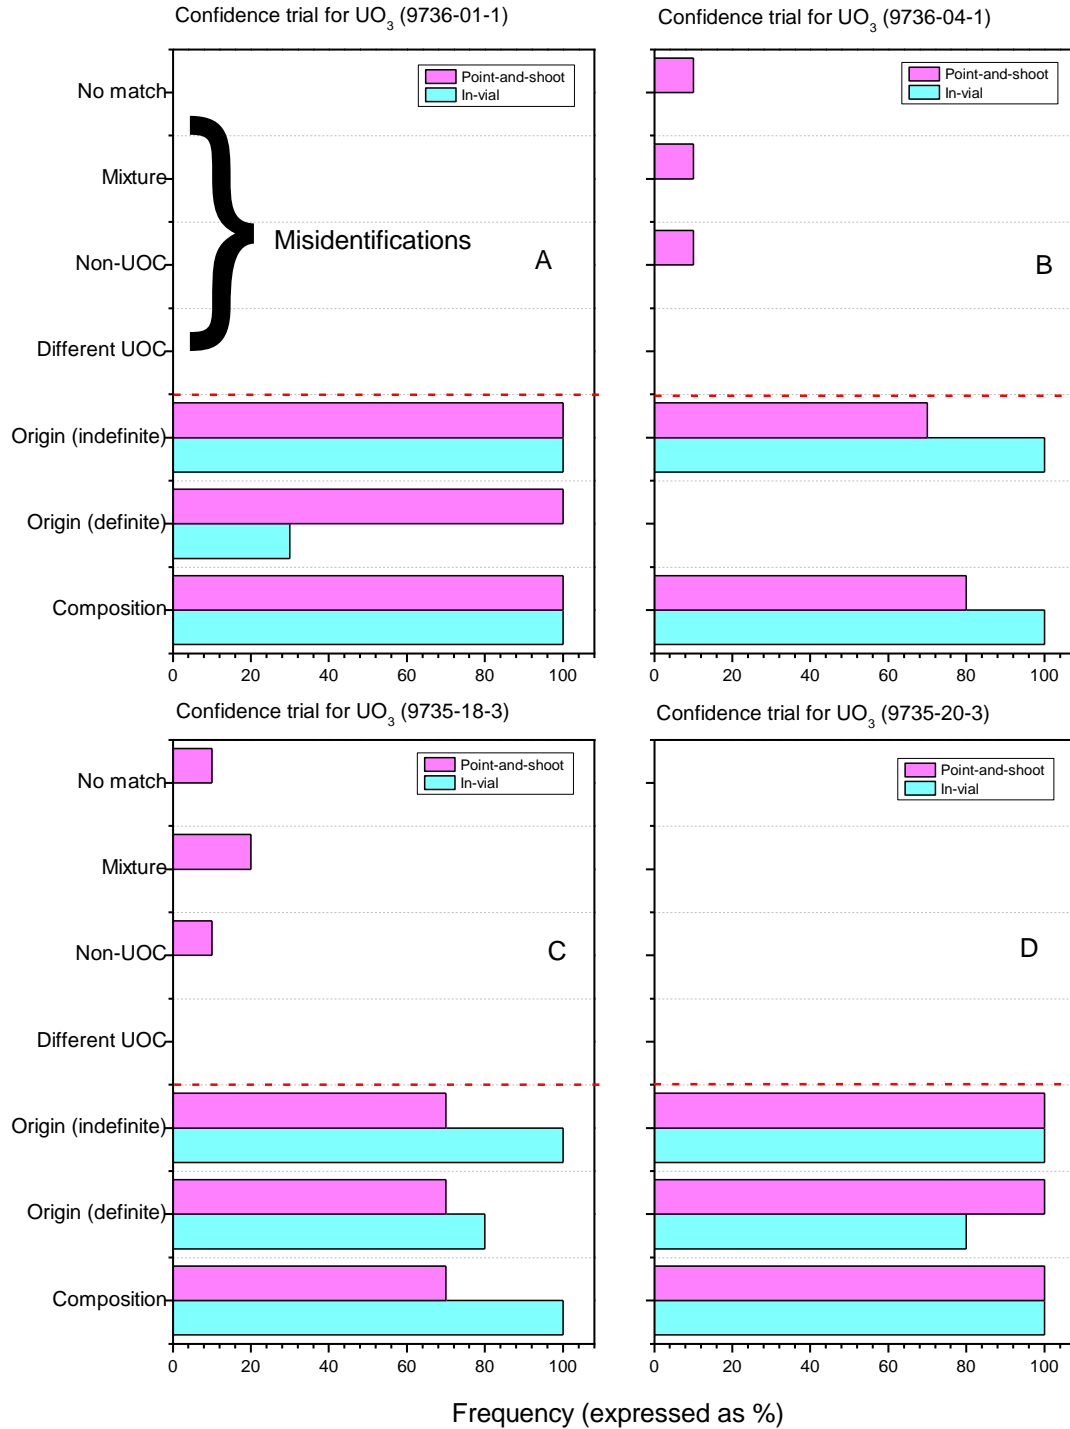 Confidence trial for UO3 (9736-01-1)
Confidence trial for UO3 (9736-04-1)
Point-and-shoot
In-vial
Point-and-shoot
In-vial
No match
Mixture
Non-UOC
Different UOC
Origin (indefinite)
Origin (definite)
Composition
Misidentifications
A
B
0 20 40 60 80 100
0 20 40 60 80 100
Confidence trial for UO3 (9735-18-3)
Confidence trial for UO3 (9735-20-3)
Point-and-shoot
In-vial
Point-and-shoot
In-vial
No match
Mixture
Non-UOC
Different UOC
Origin (indefinite)
Origin (definite)
Composition
C
D
0 20 40 60 80 100
0 20 40 60 80 100
Frequency (expressed as %)